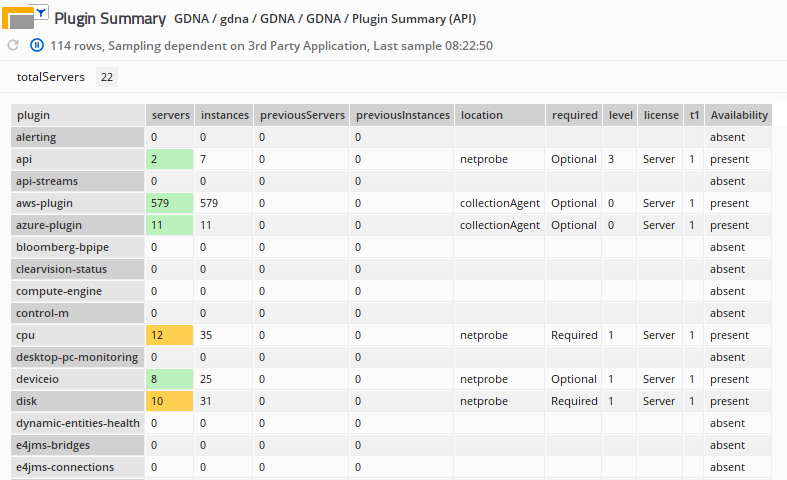 Plugin Summary GDNA / gdna / GDNA / GDNA / Plugin Summary (API)
114 rows, Sampling dependent on 3rd Party Application, Last sample 08:22:50
totalServers 22
plugin servers instances previousServers previousInstances location required level license t1 Availability
alerting 0 0 0 0 absent
api 2 7 0 0 netprobe Optional 3 Server 1 present
api-streams 0 0 0 0 absent
aws-plugin 579 579 0 0 collectionAgent Optional 0 Server 1 present
azure-plugin 11 11 0 0 collectionAgent Optional 0 Server 1 present
bloomberg-bpipe 0 0 0 0 absent
clearvision-status 0 0 0 0 absent
compute-engine 0 0 0 0 absent
control-m 0 0 0 0 absent
cpu 12 35 0 0 netprobe Required 1 Server 1 present
desktop-pc-monitoring 0 0 0 0 absent
deviceio 8 25 0 0 netprobe Optional 1 Server 1 present
disk 10 31 0 0 netprobe Required 1 Server 1 present
dynamic-entities-health 0 0 0 0 absent
e4jms-bridges 0 0 0 0 absent
e4jms-connections 0 0 0 0 absent